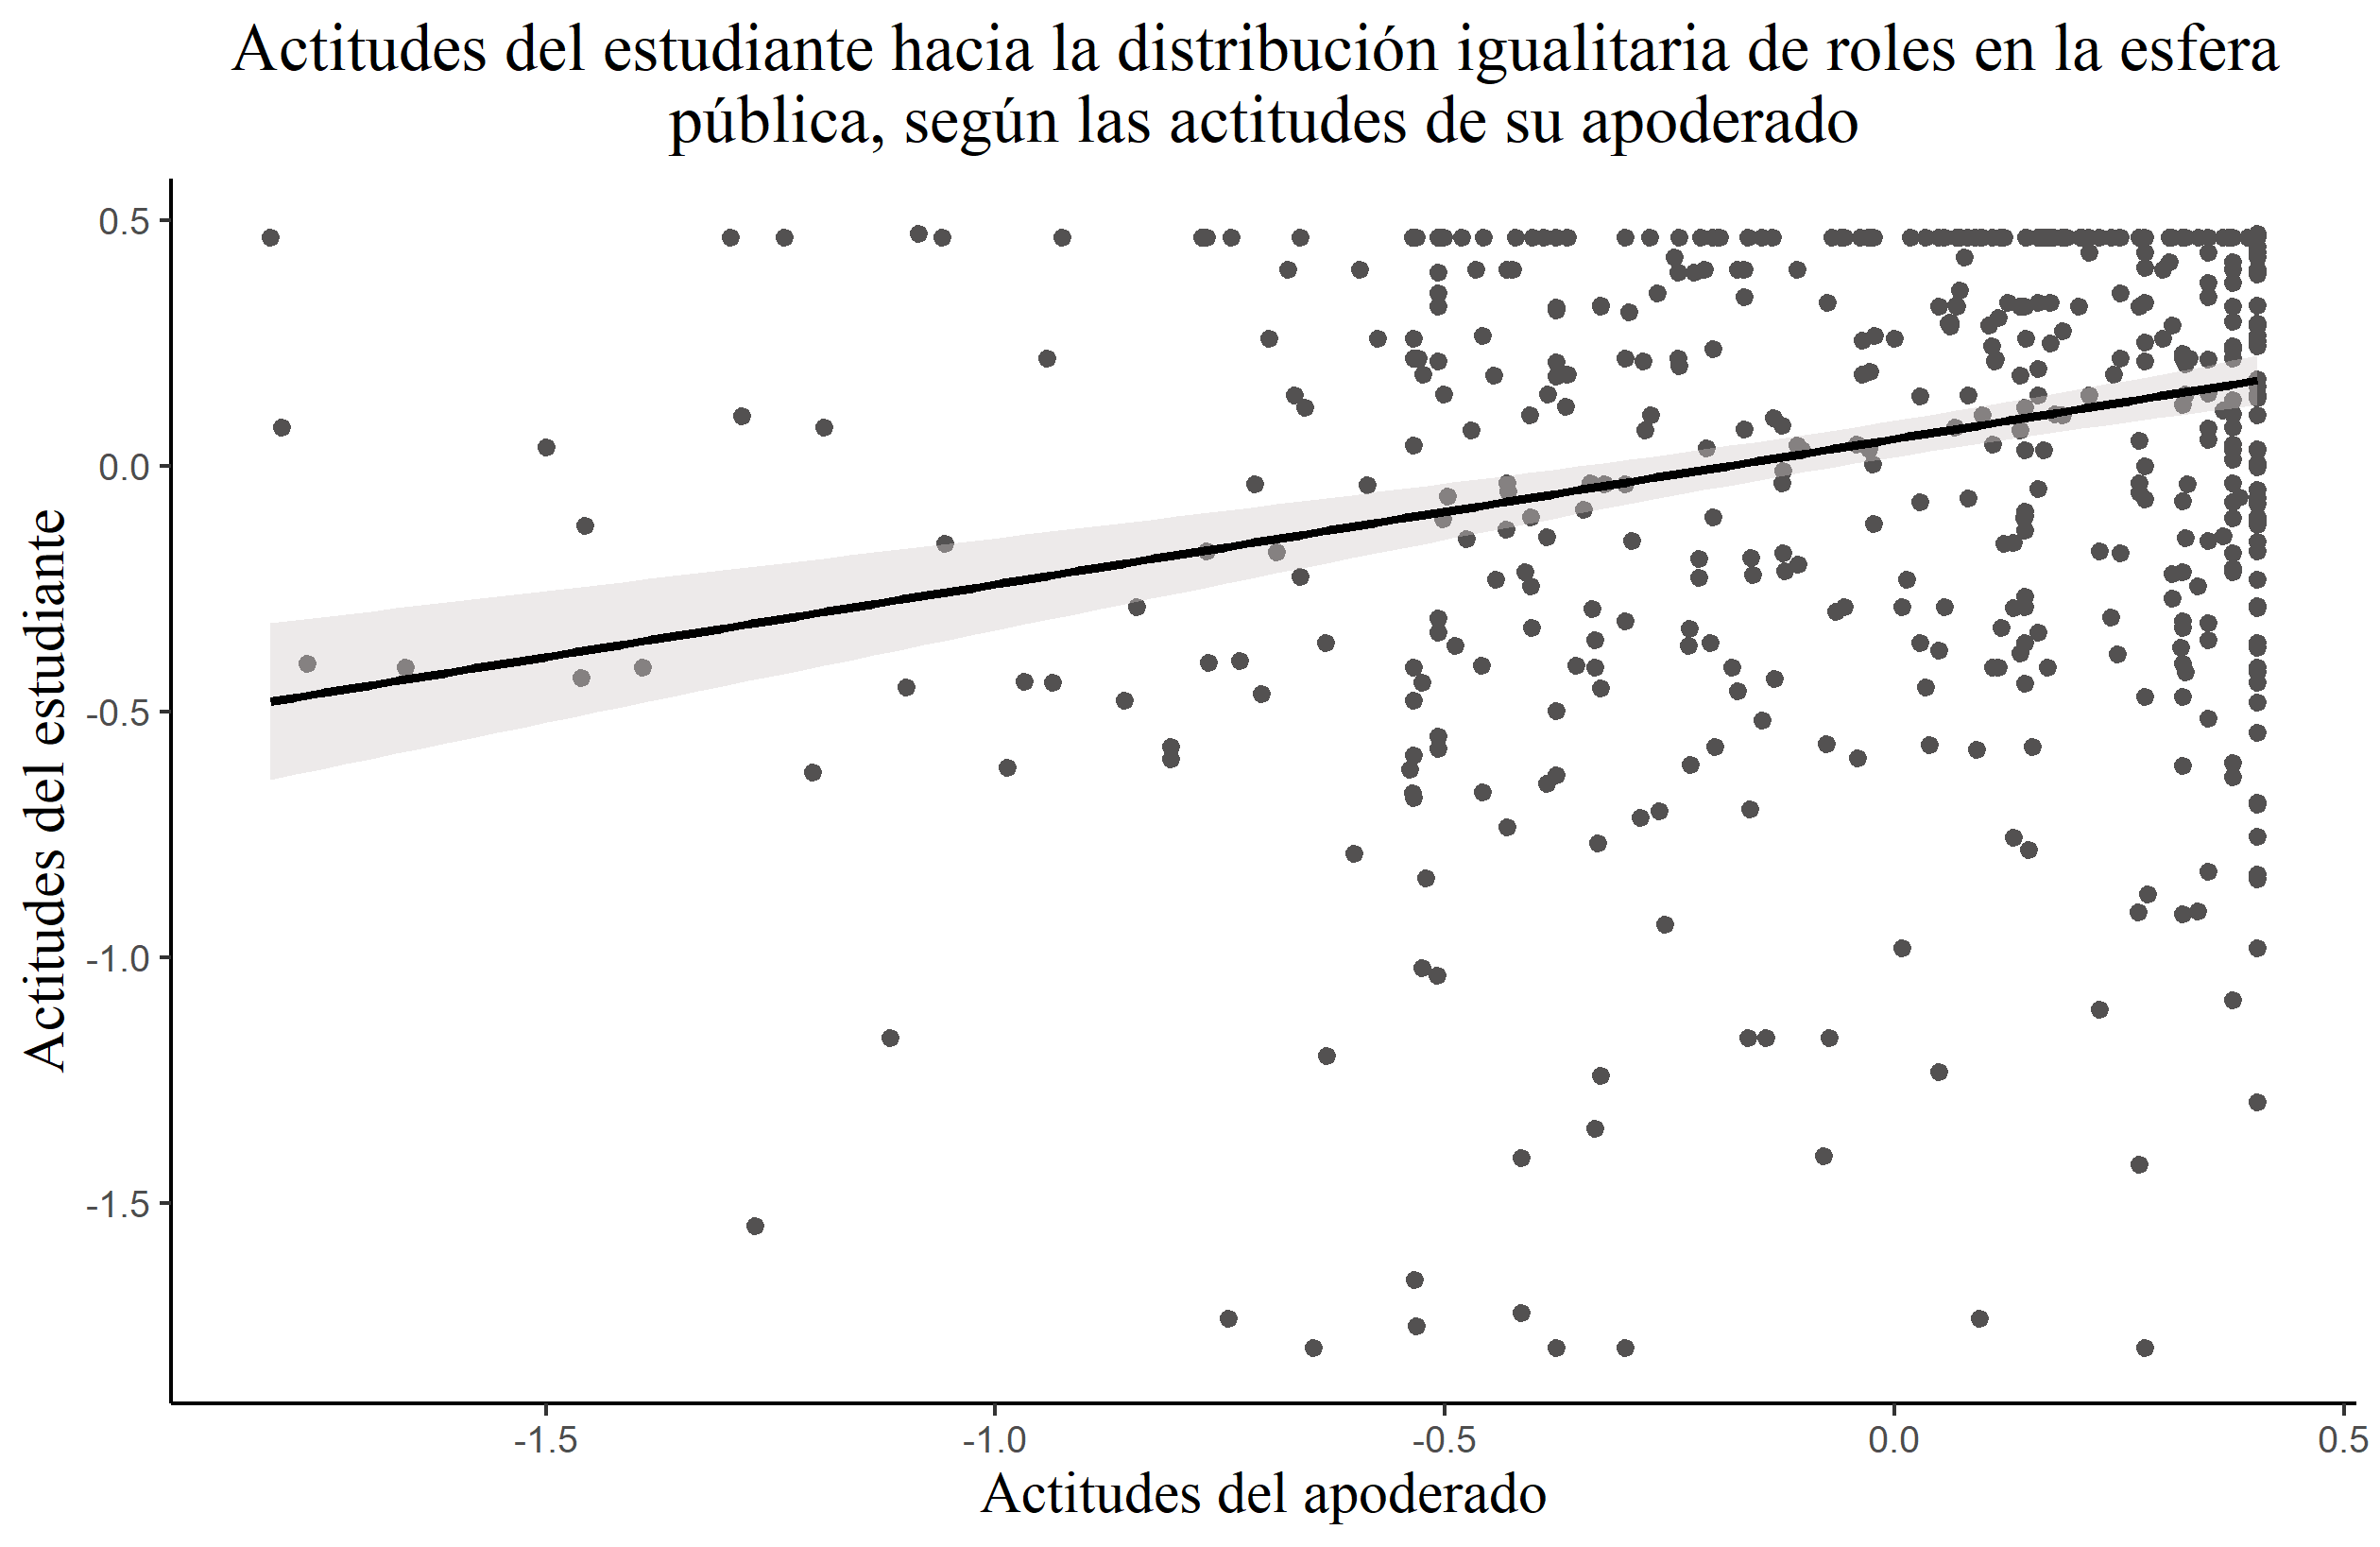 Actitudes del estudiante hacia la distribución igualitaria de roles en la esfera
pública, según las actitudes de su apoderado
Actitudes del estudiante
0.5
0.0
-0.5
-1.0
-1.5
-1.5
-1.0
-0.5
0.0
0.5
Actitudes del apoderado